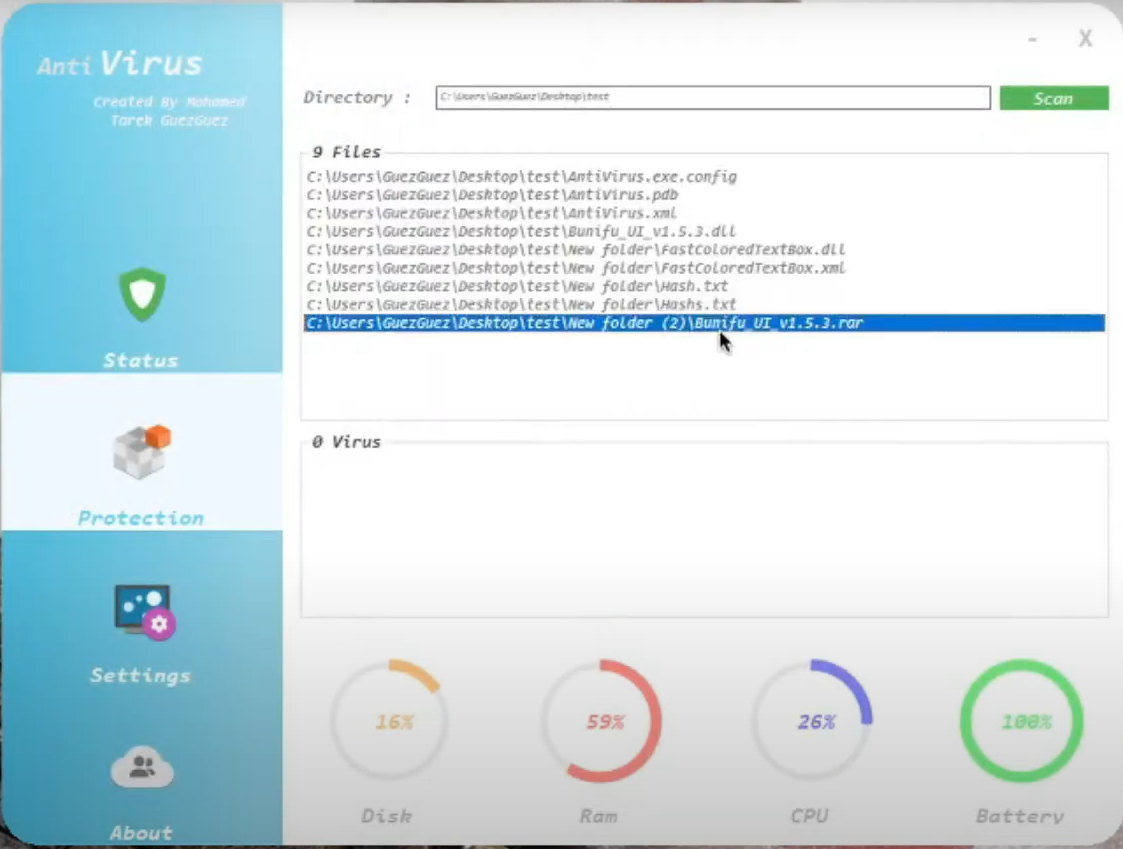 Anti Virus
Created By Mohamed
Tarek GuezGuez
Status
Protection
Settings
About
- X
Directory : C:\Users\GuezGuez\Desktop\test Scan
9 Files
C:\Users\GuezGuez\Desktop\test\AntiVirus.exe.config
C:\Users\GuezGuez\Desktop\test\AntiVirus.pdb
C:\Users\GuezGuez\Desktop\test\AntiVirus.xml
C:\Users\GuezGuez\Desktop\test\Bunifu_UI_v1.5.3.dll
C:\Users\GuezGuez\Desktop\test\New folder\FastColoredTextBox.dll
C:\Users\GuezGuez\Desktop\test\New folder\FastColoredTextBox.xml
C:\Users\GuezGuez\Desktop\test\New folder\Hash.txt
C:\Users\GuezGuez\Desktop\test\New folder\Hashs.txt
C:\Users\GuezGuez\Desktop\test\New folder (2)\Bunifu_UI_v1.5.3.rar
0 Virus
16% 59% 26% 100%
Disk Ram CPU Battery